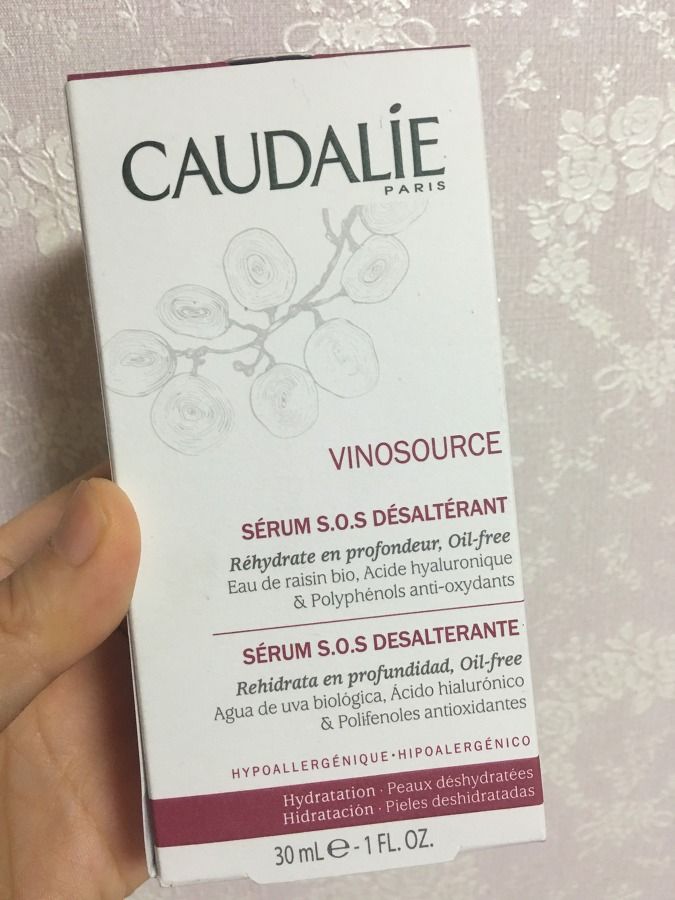 CAUDALIE
PARIS
VINOSOURCE
SÉRUM S.O.S DÉSALTÉRANT
Réhydrate en profondeur, Oil-free
Eau de raisin bio, Acide hyaluronique
& Polyphénols anti-oxydants
SÉRUM S.O.S DESALTERANTE
Rehidrata en profundidad, Oil-free
Agua de uva biológica, Ácido hialurónico
& Polifenoles antioxidantes
HYPOALLERGÉNIQUE · HIPOALERGÉNICO
Hydratation · Peaux déshydratées
Hidratación · Pieles deshidratadas
30 mL ℮ - 1 FL. OZ.